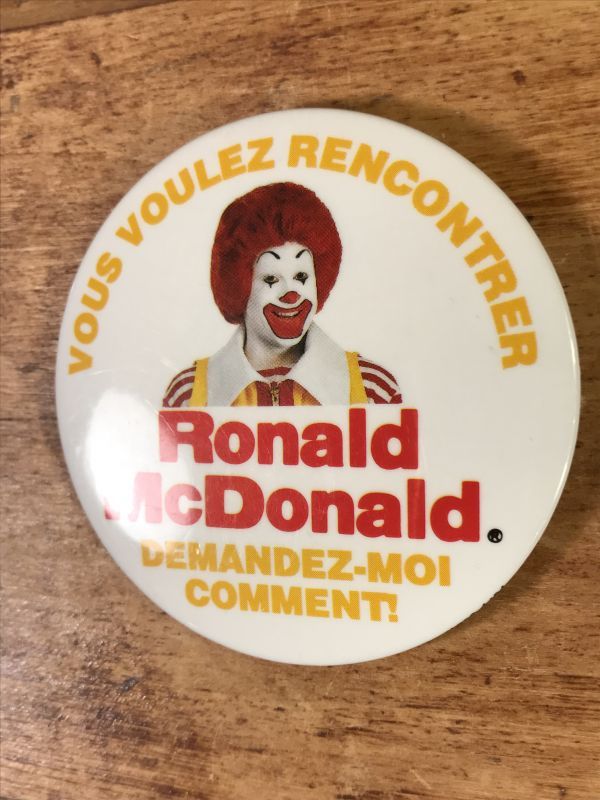 VOUS VOULEZ RENCONTRER
Ronald
McDonald.
®
DEMANDEZ-MOI
COMMENT!